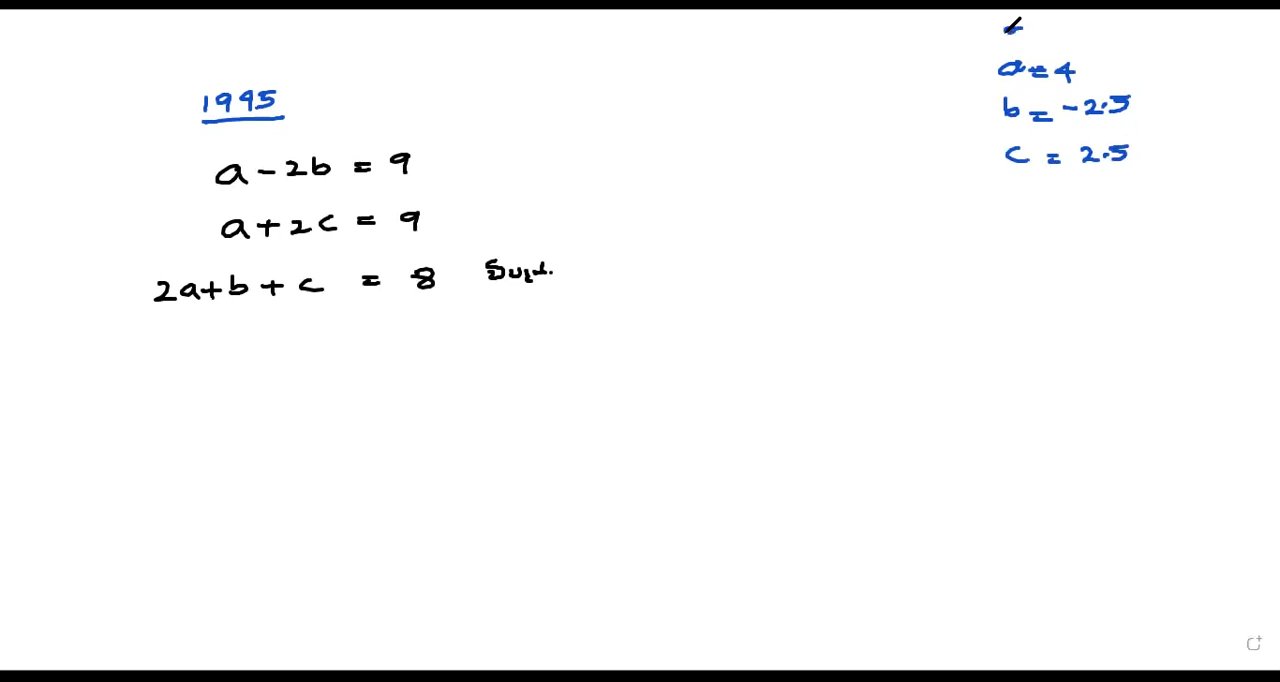 1995
a - 2b = 9
a + 2c = 9
2a + b + c = 8
a = 4
b = -2.5
c = 2.5